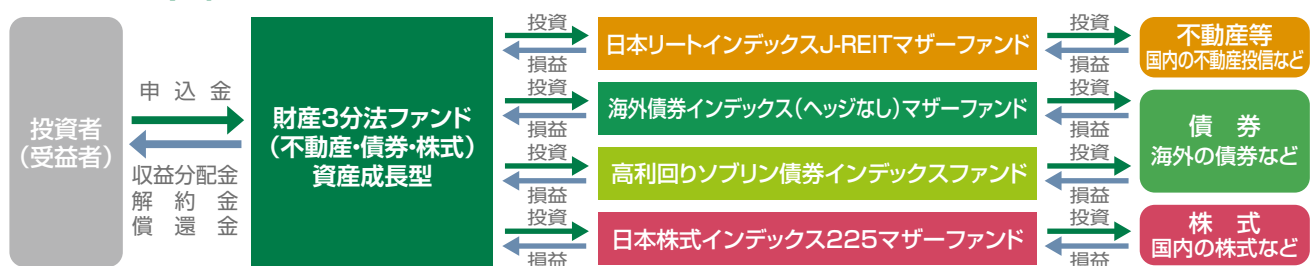 投資者
（受益者）
申込金
収益分配金
解約金
償還金
財産3分法ファンド
（不動産・債券・株式）
資産成長型
投資
損益
日本リートインデックスJ-REITマザーファンド
投資
損益
不動産等
国内の不動産投信など
投資
損益
海外債券インデックス（ヘッジなし）マザーファンド
投資
損益
投資
損益
高利回りソブリン債券インデックスファンド
投資
損益
債券
海外の債券など
投資
損益
日本株式インデックス225マザーファンド
投資
損益
株式
国内の株式など